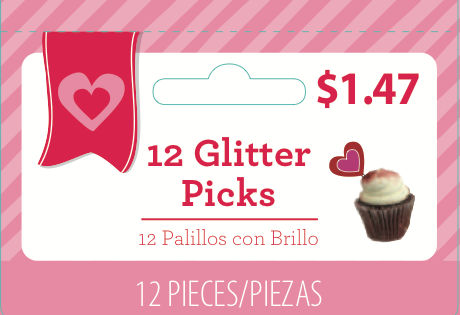 $1.47
12 Glitter
Picks
12 Palillos con Brillo
12 PIECES/PIEZAS